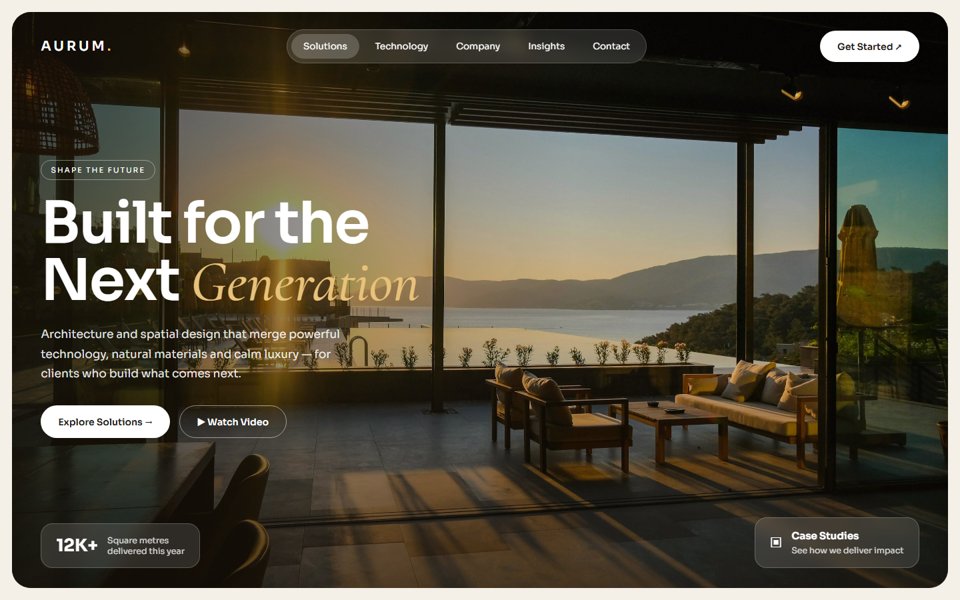 AURUM.
Solutions
Technology
Company
Insights
Contact
Get Started ↗
SHAPE THE FUTURE
Built for the
Next Generation
Architecture and spatial design that merge powerful
technology, natural materials and calm luxury — for
clients who build what comes next.
Explore Solutions →
▶ Watch Video
12K+
Square metres
delivered this year
Case Studies
See how we deliver impact